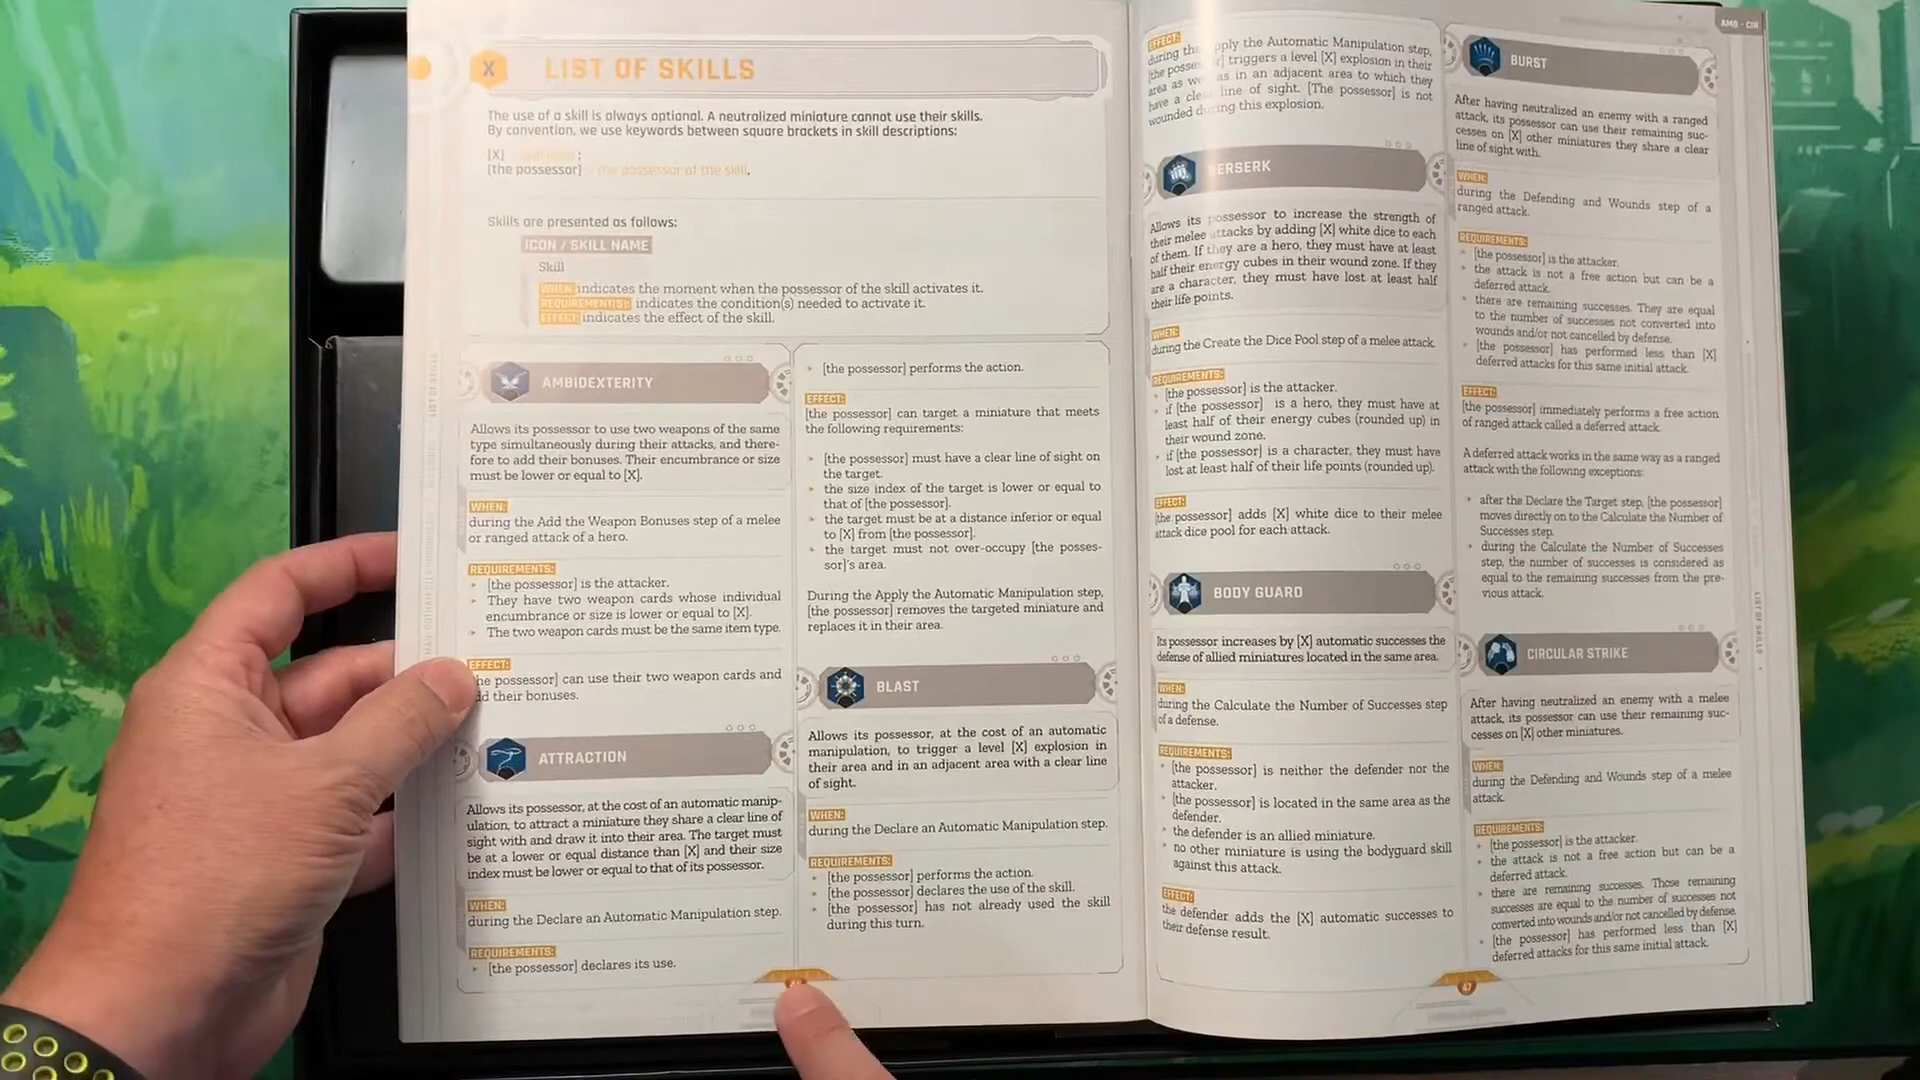 X LIST OF SKILLS
The use of a skill is always optional. A neutralized miniature cannot use their skills.
By convention, we use keywords between square brackets in skill descriptions:
[X]
[the possessor] = the possessor of the skill.
Skills are presented as follows:
ICON / SKILL NAME
Skill
WHEN: indicates the moment when the possessor of the skill activates it.
REQUIREMENT(S): indicates the condition(s) needed to activate it.
EFFECT: indicates the effect of the skill.
AMBIDEXTERITY
Allows its possessor to use two weapons of the same
type simultaneously during their attacks, and there-
fore to add their bonuses. Their encumbrance or size
must be lower or equal to [X].
WHEN:
during the Add the Weapon Bonuses step of a melee
or ranged attack of a hero.
REQUIREMENTS:
[the possessor] is the attacker.
They have two weapon cards whose individual
encumbrance or size is lower or equal to [X].
The two weapon cards must be the same item type.
EFFECT:
he possessor] can use their two weapon cards and
dd their bonuses.
ATTRACTION
Allows its possessor, at the cost of an automatic manip-
ulation, to attract a miniature they share a clear line of
sight with and draw it into their area. The target must
be at a lower or equal distance than [X] and their size
index must be lower or equal to that of its possessor.
WHEN:
during the Declare an Automatic Manipulation step.
REQUIREMENTS:
[the possessor] declares its use.
[the possessor] performs the action.
EFFECT:
[the possessor] can target a miniature that meets
the following requirements:
[the possessor] must have a clear line of sight on
the target.
the size index of the target is lower or equal to
that of [the possessor].
the target must be at a distance inferior or equal
to [X] from [the possessor].
the target must not over-occupy [the posses-
sor]'s area.
During the Apply the Automatic Manipulation step,
[the possessor] removes the targeted miniature and
replaces it in their area.
BLAST
Allows its possessor, at the cost of an automatic
manipulation, to trigger a level [X] explosion in
their area and in an adjacent area with a clear line
of sight.
WHEN:
during the Declare an Automatic Manipulation step.
REQUIREMENTS:
[the possessor] performs the action.
[the possessor] declares the use of the skill.
[the possessor] has not already used the skill
during this turn.
EFFECT:
during the pply the Automatic Manipulation step,
[the posses r] triggers a level [X] explosion in their
area as we as in an adjacent area to which they
have a cle line of sight. [The possessor] is not
wounded during this explosion.
BERSERK
Allows its possessor to increase the strength of
their melee attacks by adding [X] white dice to each
of them. If they are a hero, they must have at least
half their energy cubes in their wound zone. If they
are a character, they must have lost at least half
their life points.
WHEN:
during the Create the Dice Pool step of a melee attack.
REQUIREMENTS:
[the possessor] is the attacker.
if [the possessor] is a hero, they must have at
least half of their energy cubes (rounded up) in
their wound zone.
if [the possessor] is a character, they must have
lost at least half of their life points (rounded up).
EFFECT:
[the possessor] adds [X] white dice to their melee
attack dice pool for each attack.
BODY GUARD
Its possessor increases by [X] automatic successes the
defense of allied miniatures located in the same area.
WHEN:
during the Calculate the Number of Successes step
of a defense.
REQUIREMENTS:
[the possessor] is neither the defender nor the
attacker.
[the possessor] is located in the same area as the
defender.
the defender is an allied miniature.
no other miniature is using the bodyguard skill
against this attack.
EFFECT:
the defender adds the [X] automatic successes to
their defense result.
AMB - CIR
BURST
After having neutralized an enemy with a ranged
attack, its possessor can use their remaining suc-
cesses on [X] other miniatures they share a clear
line of sight with.
WHEN:
during the Defending and Wounds step of a
ranged attack.
REQUIREMENTS:
[the possessor] is the attacker.
the attack is not a free action but can be a
deferred attack.
there are remaining successes. They are equal
to the number of successes not converted into
wounds and/or not cancelled by defense.
[the possessor] has performed less than [X]
deferred attacks for this same initial attack.
EFFECT:
[the possessor] immediately performs a free action
of ranged attack called a deferred attack.
A deferred attack works in the same way as a ranged
attack with the following exceptions:
after the Declare the Target step, [the possessor]
moves directly on to the Calculate the Number of
Successes step.
during the Calculate the Number of Successes
step, the number of successes is considered as
equal to the remaining successes from the pre-
vious attack.
CIRCULAR STRIKE
After having neutralized an enemy with a melee
attack, its possessor can use their remaining suc-
cesses on [X] other miniatures.
WHEN:
during the Defending and Wounds step of a melee
attack.
REQUIREMENTS:
[the possessor] is the attacker.
the attack is not a free action but can be a
deferred attack.
there are remaining successes. Those remaining
successes are equal to the number of successes not
converted into wounds and/or not cancelled by defense.
[the possessor] has performed less than [X]
deferred attacks for this same initial attack.
LIST OF SKILLS
47